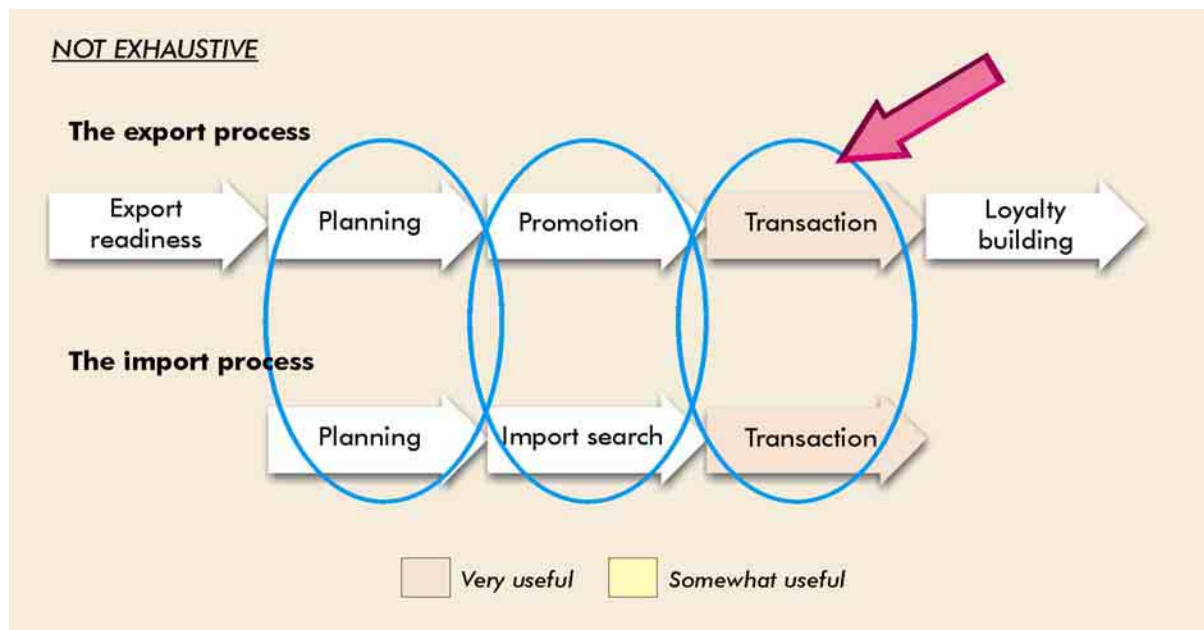 NOT EXHAUSTIVE
The export process
Export
readiness
Planning
Promotion
Transaction
Loyalty
building
The import process
Planning
Import search
Transaction
Very useful
Somewhat useful